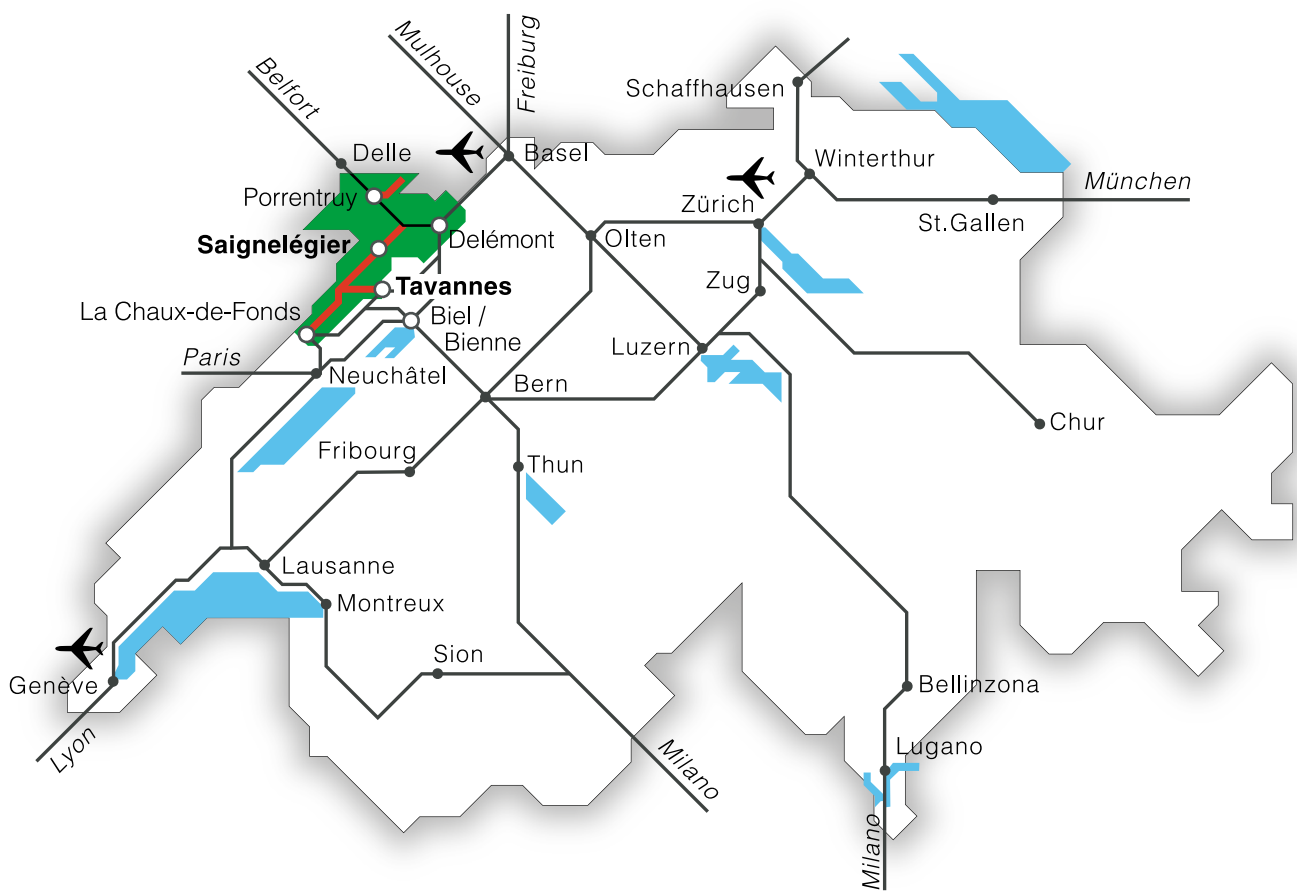 Freiburg
Mulhouse
Belfort
Schaffhausen
Delle
Basel
Winterthur
Porrentruy
München
Zürich
St.Gallen
Saignelégier
Delémont
Olten
Tavannes
Zug
La Chaux-de-Fonds
Biel /
Bienne
Luzern
Paris
Neuchâtel
Bern
Chur
Fribourg
Thun
Lausanne
Montreux
Sion
Genève
Bellinzona
Lyon
Milano
Lugano
Milano